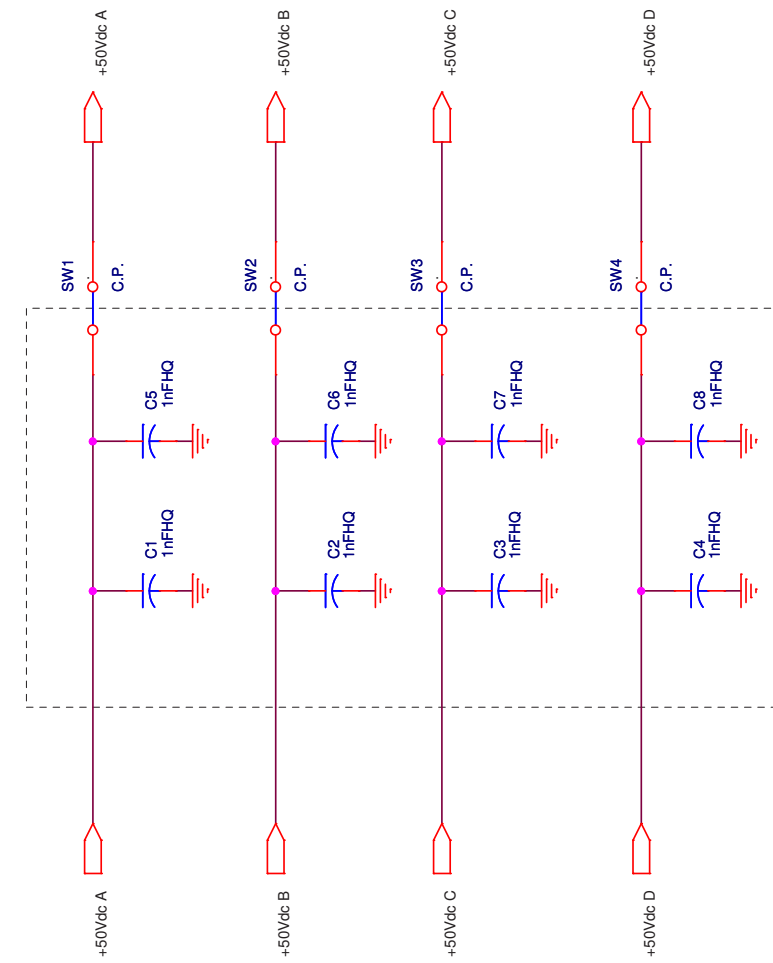 +50Vdc A
+50Vdc B
+50Vdc C
+50Vdc D
SW1
C.P.
SW2
C.P.
SW3
C.P.
SW4
C.P.
C5
1nFHQ
C6
1nFHQ
C7
1nFHQ
C8
1nFHQ
C1
1nFHQ
C2
1nFHQ
C3
1nFHQ
C4
1nFHQ
+50Vdc A
+50Vdc B
+50Vdc C
+50Vdc D